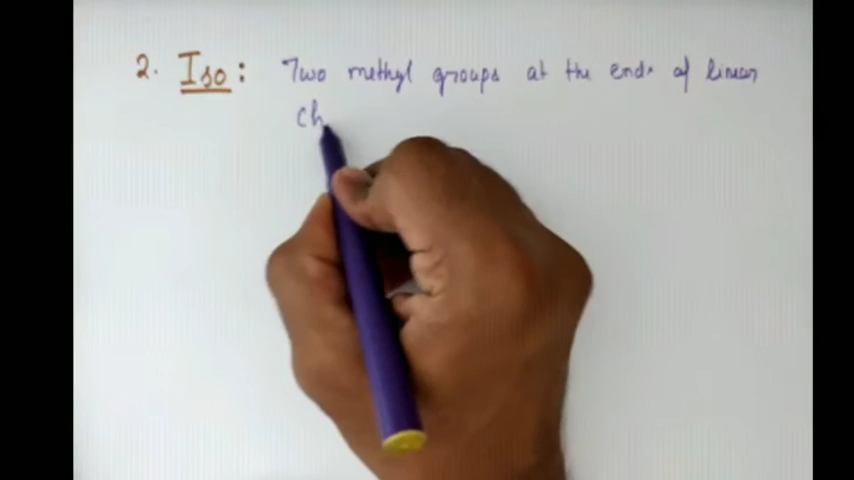 2. Iso: Two methyl groups at the ends of linear
ch